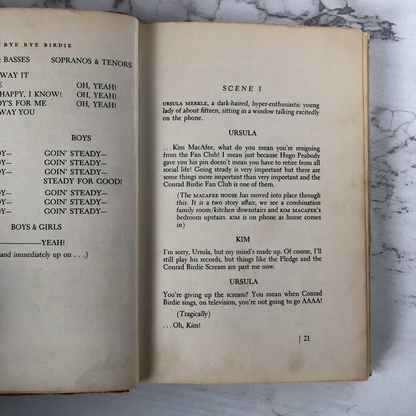 BYE BYE BIRDIE
& BASSES SOPRANOS & TENORS
WAY IT
E OH, YEAH!
HAPPY, I KNOW! OH, YEAH!
DY'S FOR ME OH, YEAH!
WAY YOU
BOYS
DY— GOIN' STEADY—
DY— GOIN' STEADY—
DY— GOIN' STEADY—
STEADY FOR GOOD!
DY— GOIN' STEADY—
DY— GOIN' STEADY—
DY— GOIN' STEADY—
BOYS & GIRLS
—YEAH!
and immediately up on . . .)
SCENE 3
URSULA MERKLE, a dark-haired, hyper-enthusiastic young
lady of about fifteen, sitting in a window talking excitedly
on the phone.
URSULA
. . . Kim MacAfee, what do you mean you're resigning
from the Fan Club! I mean just because Hugo Peabody
gave you his pin doesn't mean you have to retire from all
social life! Going steady is very important but there are
some things more important than very important and the
Conrad Birdie Fan Club is one of them.
(The MACAFEE HOUSE has moved into place through
this. It is a two story affair, we see a combination
family room/kitchen downstairs and KIM MACAFEE'S
bedroom upstairs. KIM is on phone as house comes
in)
KIM
I'm sorry, Ursula, but my mind's made up. Of course, I'll
still play his records, but things like the Pledge and the
Conrad Birdie Scream are past me now.
URSULA
You're giving up the scream? You mean when Conrad
Birdie sings, on television, you're not going to go AAAA!
(Tragically)
. . . Oh, Kim!
| 21